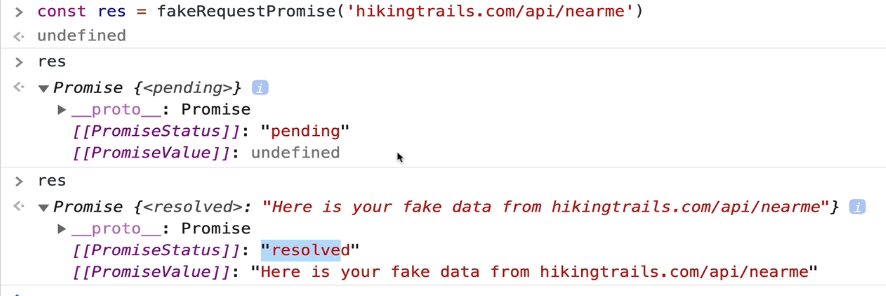 > const res = fakeRequestPromise('hikingtrails.com/api/nearme')
<· undefined
> res
<· ▼ Promise {<pending>} i
▶ __proto__: Promise
[[PromiseStatus]]: "pending"
[[PromiseValue]]: undefined
> res
<· ▼ Promise {<resolved>: "Here is your fake data from hikingtrails.com/api/nearme"} i
▶ __proto__: Promise
[[PromiseStatus]]: "resolved"
[[PromiseValue]]: "Here is your fake data from hikingtrails.com/api/nearme"